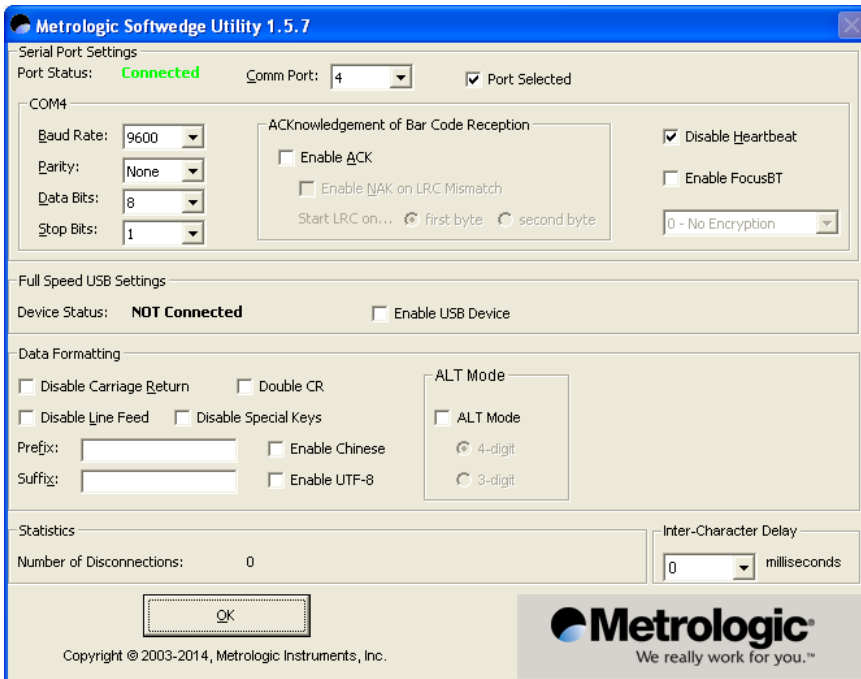 Metrologic Softwedge Utility 1.5.7
Serial Port Settings
Port Status: Connected Comm Port: 4 Port Selected
COM4
Baud Rate: 9600
Parity: None
Data Bits: 8
Stop Bits: 1
ACKnowledgement of Bar Code Reception
Enable ACK
Enable NAK on LRC Mismatch
Start LRC on... first byte second byte
Disable Heartbeat
Enable FocusBT
0 - No Encryption
Full Speed USB Settings
Device Status: NOT Connected Enable USB Device
Data Formatting
Disable Carriage Return Double CR
Disable Line Feed Disable Special Keys
Prefix: Enable Chinese
Suffix: Enable UTF-8
ALT Mode
ALT Mode
4-digit
3-digit
Statistics
Number of Disconnections: 0
Inter-Character Delay
0 milliseconds
OK
Copyright © 2003-2014, Metrologic Instruments, Inc.
Metrologic®
We really work for you.™